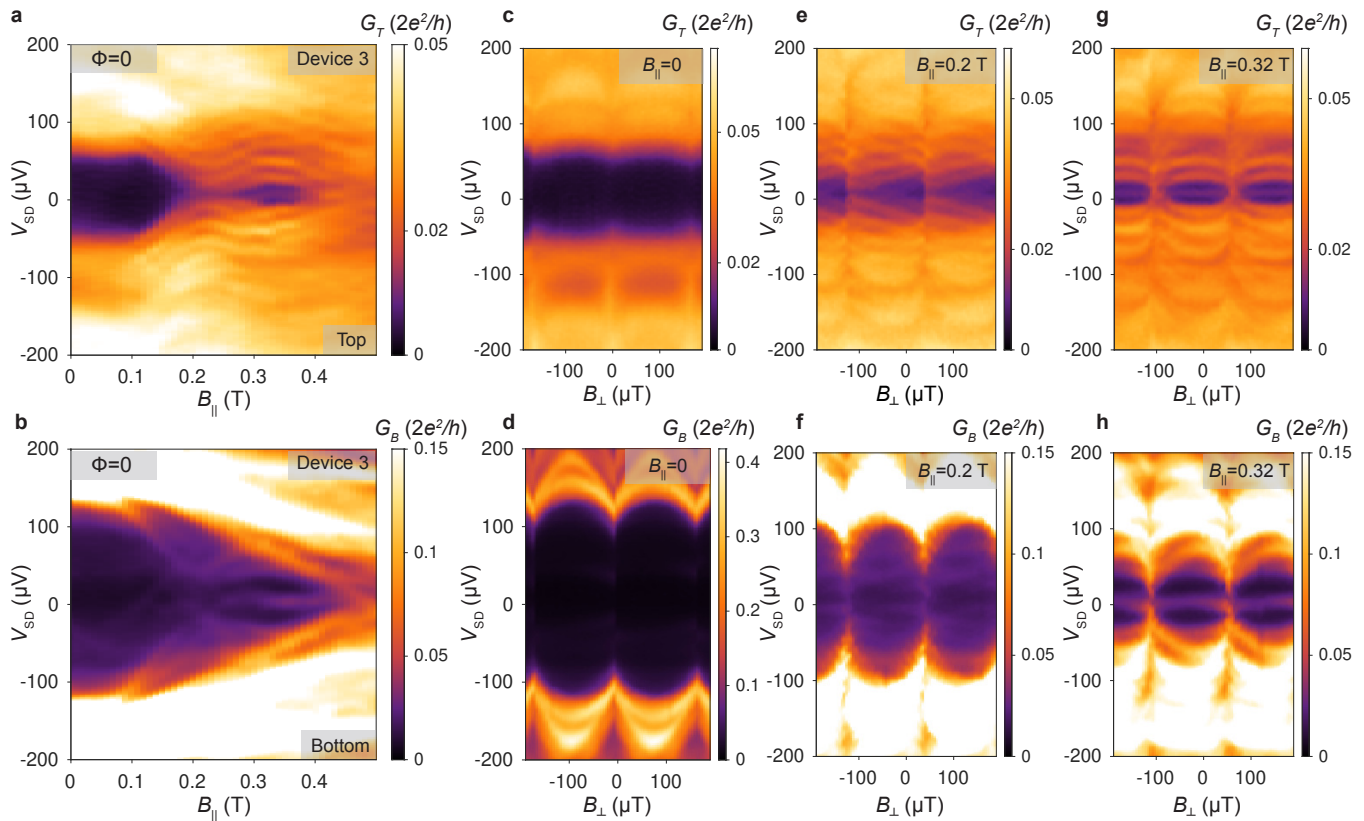 a
G_T (2e²/h)
200
100
0
-100
-200
V_SD (µV)
Φ=0
Device 3
Top
0.05
0.02
0
0
0.1
0.2
0.3
0.4
B_|| (T)
c
G_T (2e²/h)
200
100
0
-100
-200
V_SD (µV)
B_||=0
0.05
0.02
0
-100
0
100
B_⊥ (µT)
e
G_T (2e²/h)
200
100
0
-100
-200
V_SD (µV)
B_||=0.2 T
0.05
0.02
0
-100
0
100
B_⊥ (µT)
g
G_T (2e²/h)
200
100
0
-100
-200
V_SD (µV)
B_||=0.32 T
0.05
0.02
0
-100
0
100
B_⊥ (µT)
b
G_B (2e²/h)
200
100
0
-100
-200
V_SD (µV)
Φ=0
Device 3
Bottom
0.15
0.1
0.05
0
0
0.1
0.2
0.3
0.4
B_|| (T)
d
G_B (2e²/h)
200
100
0
-100
-200
V_SD (µV)
B_||=0
0.4
0.3
0.2
0.1
0
-100
0
100
B_⊥ (µT)
f
G_B (2e²/h)
200
100
0
-100
-200
V_SD (µV)
B_||=0.2 T
0.15
0.1
0.05
0
-100
0
100
B_⊥ (µT)
h
G_B (2e²/h)
200
100
0
-100
-200
V_SD (µV)
B_||=0.32 T
0.15
0.1
0.05
0
-100
0
100
B_⊥ (µT)